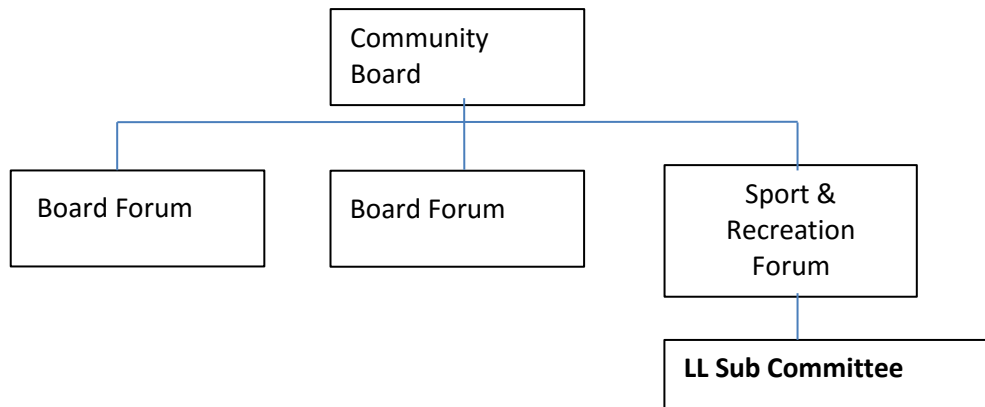 Community
Board
Board Forum
Board Forum
Sport &
Recreation
Forum
LL Sub Committee